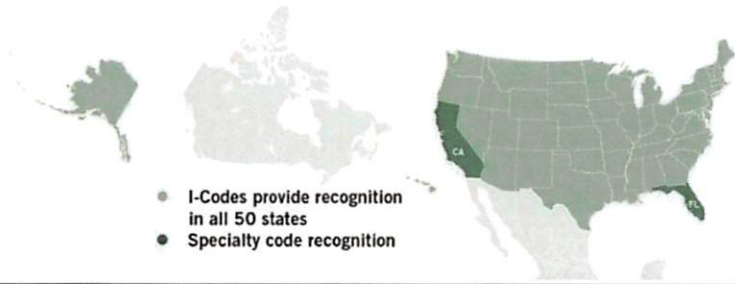 CA
FL
I-Codes provide recognition
in all 50 states
Specialty code recognition